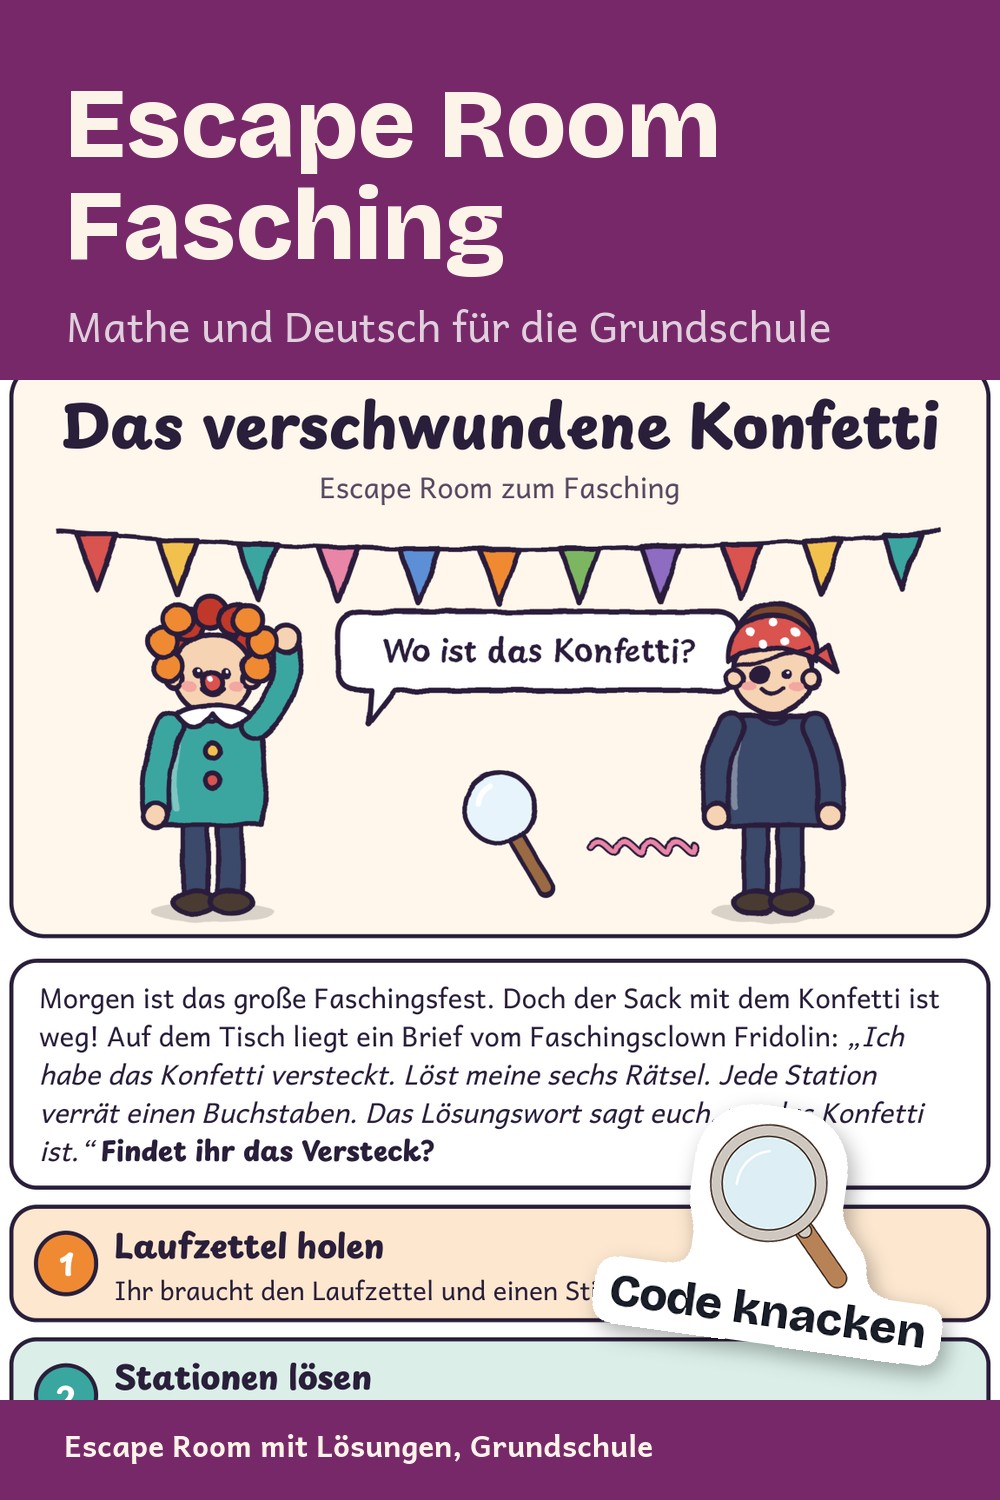 Escape Room
Fasching
Mathe und Deutsch für die Grundschule
Das verschwundene Konfetti
Escape Room zum Fasching
Wo ist das Konfetti?
Morgen ist das große Faschingsfest. Doch der Sack mit dem Konfetti ist
weg! Auf dem Tisch liegt ein Brief vom Faschingsclown Fridolin: „Ich
habe das Konfetti versteckt. Löst meine sechs Rätsel. Jede Station
verrät einen Buchstaben. Das Lösungswort sagt euch, Konfetti
ist.“ Findet ihr das Versteck?
1 Laufzettel holen
Ihr braucht den Laufzettel und einen
Code knacken
2 Stationen lösen
Escape Room mit Lösungen, Grundschule